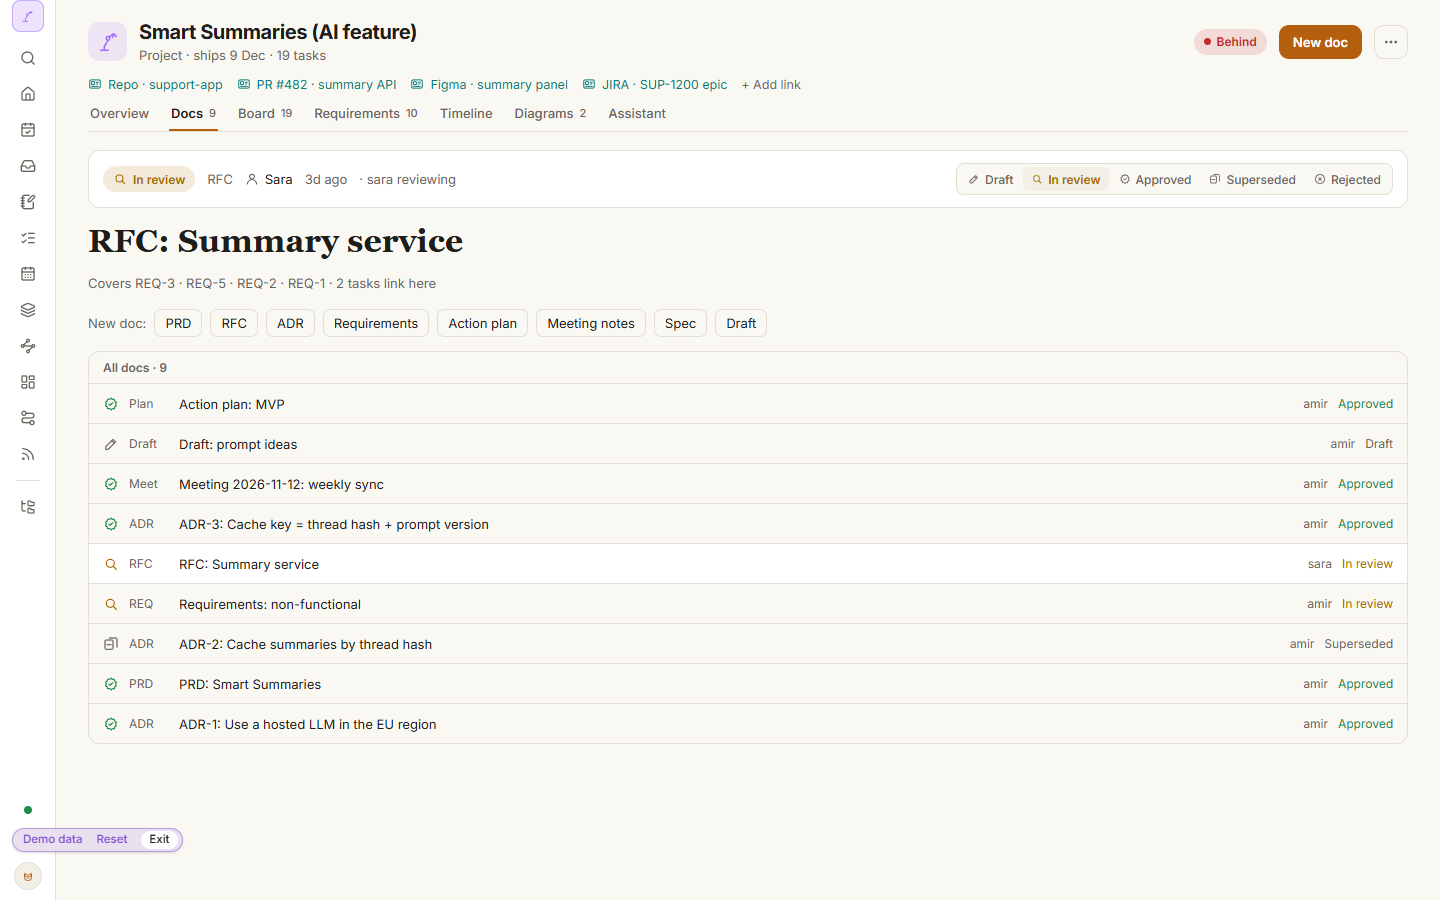 Smart Summaries (AI feature)
Project · ships 9 Dec · 19 tasks
Behind
New doc
Repo · support-app
PR #482 · summary API
Figma · summary panel
JIRA · SUP-1200 epic
+ Add link
Overview
Docs 9
Board 19
Requirements 10
Timeline
Diagrams 2
Assistant
In review
RFC
Sara
3d ago
· sara reviewing
Draft
In review
Approved
Superseded
Rejected
RFC: Summary service
Covers REQ-3 · REQ-5 · REQ-2 · REQ-1 · 2 tasks link here
New doc:
PRD
RFC
ADR
Requirements
Action plan
Meeting notes
Spec
Draft
All docs · 9
Plan Action plan: MVP amir Approved
Draft Draft: prompt ideas amir Draft
Meet Meeting 2026-11-12: weekly sync amir Approved
ADR ADR-3: Cache key = thread hash + prompt version amir Approved
RFC RFC: Summary service sara In review
REQ Requirements: non-functional amir In review
ADR ADR-2: Cache summaries by thread hash amir Superseded
PRD PRD: Smart Summaries amir Approved
ADR ADR-1: Use a hosted LLM in the EU region amir Approved
Demo data Reset Exit